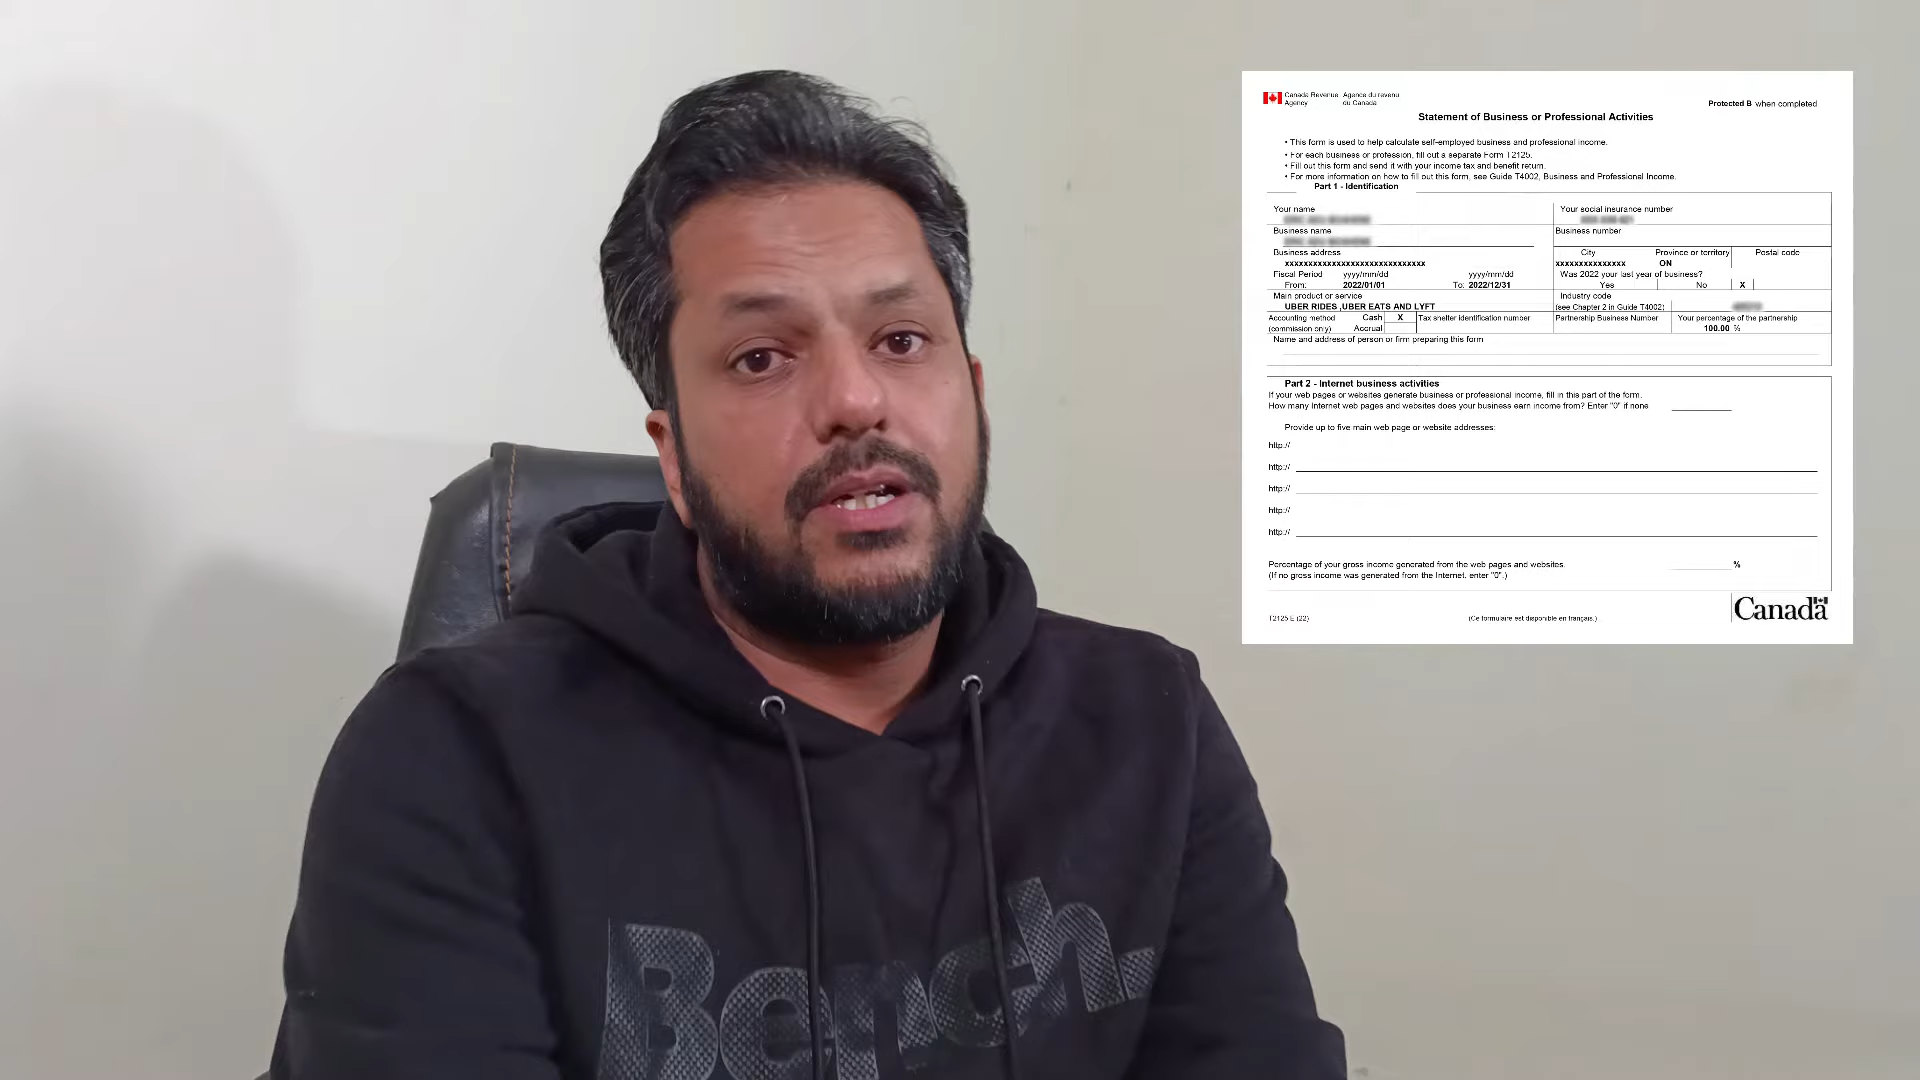 Canada Revenue Agence du revenu
Agency du Canada
Protected B when completed
Statement of Business or Professional Activities
• This form is used to help calculate self-employed business and professional income.
• For each business or profession, fill out a separate Form T2125.
• Fill out this form and send it with your income tax and benefit return.
• For more information on how to fill out this form, see Guide T4002, Business and Professional Income.
Part 1 - Identification
Your name Your social insurance number
Business name Business number
Business address City Province or territory Postal code
xxxxxxxxxxxxxxxxxxxxxxxxxxxxxx xxxxxxxxxxxxxxx ON
Fiscal Period yyyy/mm/dd yyyy/mm/dd Was 2022 your last year of business?
From: 2022/01/01 To: 2022/12/31 Yes No X
Main product or service Industry code
UBER RIDES ,UBER EATS AND LYFT (see Chapter 2 in Guide T4002)
Accounting method Cash X Tax shelter identification number Partnership Business Number Your percentage of the partnership
(commission only) Accrual 100.00 %
Name and address of person or firm preparing this form
Part 2 - Internet business activities
If your web pages or websites generate business or professional income, fill in this part of the form.
How many Internet web pages and websites does your business earn income from? Enter "0" if none
Provide up to five main web page or website addresses:
http://
http://
http://
http://
http://
Percentage of your gross income generated from the web pages and websites. %
(If no gross income was generated from the Internet, enter "0".)
Canada
T2125 E (22) (Ce formulaire est disponible en français.)
Bench.